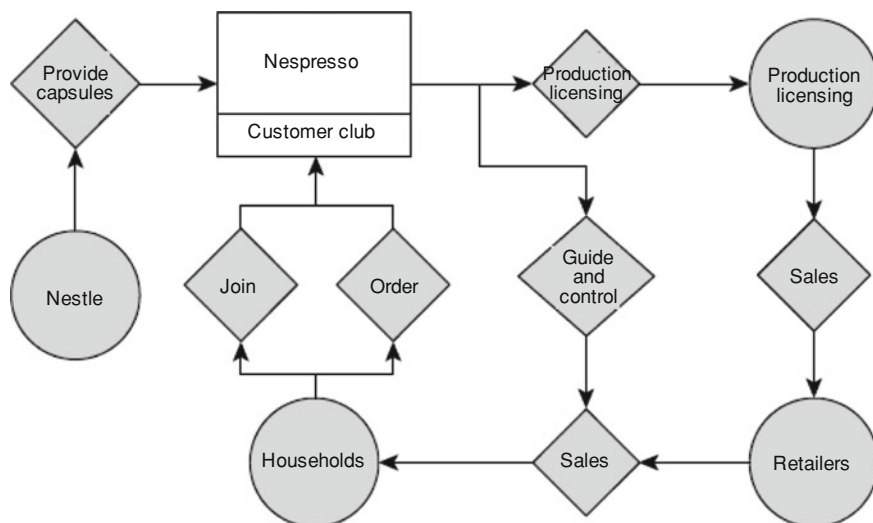 Provide
capsules
Nespresso
Customer club
Production
licensing
Production
licensing
Nestle
Join
Order
Guide
and
control
Sales
Households
Sales
Retailers